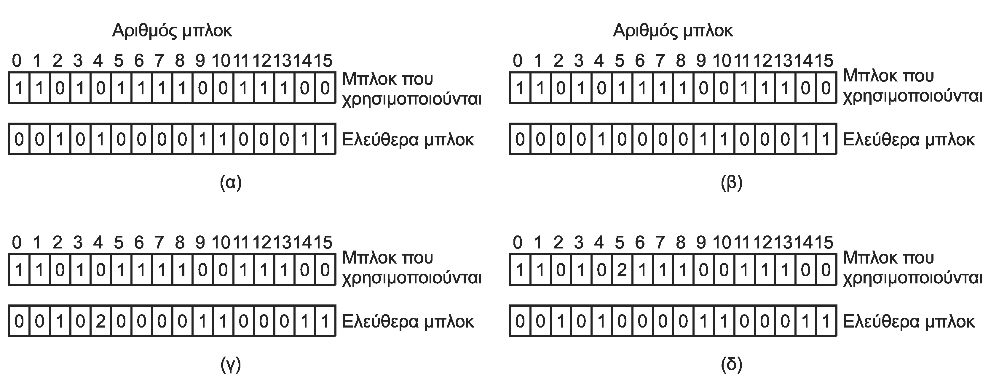 Αριθμός μπλοκ
0 1 2 3 4 5 6 7 8 9 10 11 12 13 14 15
1 1 0 1 0 1 1 1 1 0 0 1 1 1 0 0
Μπλοκ που
χρησιμοποιούνται
0 0 1 0 1 0 0 0 0 1 1 0 0 0 1 1
Ελεύθερα μπλοκ
(α)
Αριθμός μπλοκ
0 1 2 3 4 5 6 7 8 9 10 11 12 13 14 15
1 1 0 1 0 1 1 1 1 0 0 1 1 1 0 0
Μπλοκ που
χρησιμοποιούνται
0 0 0 0 1 0 0 0 0 1 1 0 0 0 1 1
Ελεύθερα μπλοκ
(β)
0 1 2 3 4 5 6 7 8 9 10 11 12 13 14 15
1 1 0 1 0 1 1 1 1 0 0 1 1 1 0 0
Μπλοκ που
χρησιμοποιούνται
0 0 1 0 2 0 0 0 0 1 1 0 0 0 1 1
Ελεύθερα μπλοκ
(γ)
0 1 2 3 4 5 6 7 8 9 10 11 12 13 14 15
1 1 0 1 0 2 1 1 1 0 0 1 1 1 0 0
Μπλοκ που
χρησιμοποιούνται
0 0 1 0 1 0 0 0 0 1 1 0 0 0 1 1
Ελεύθερα μπλοκ
(δ)